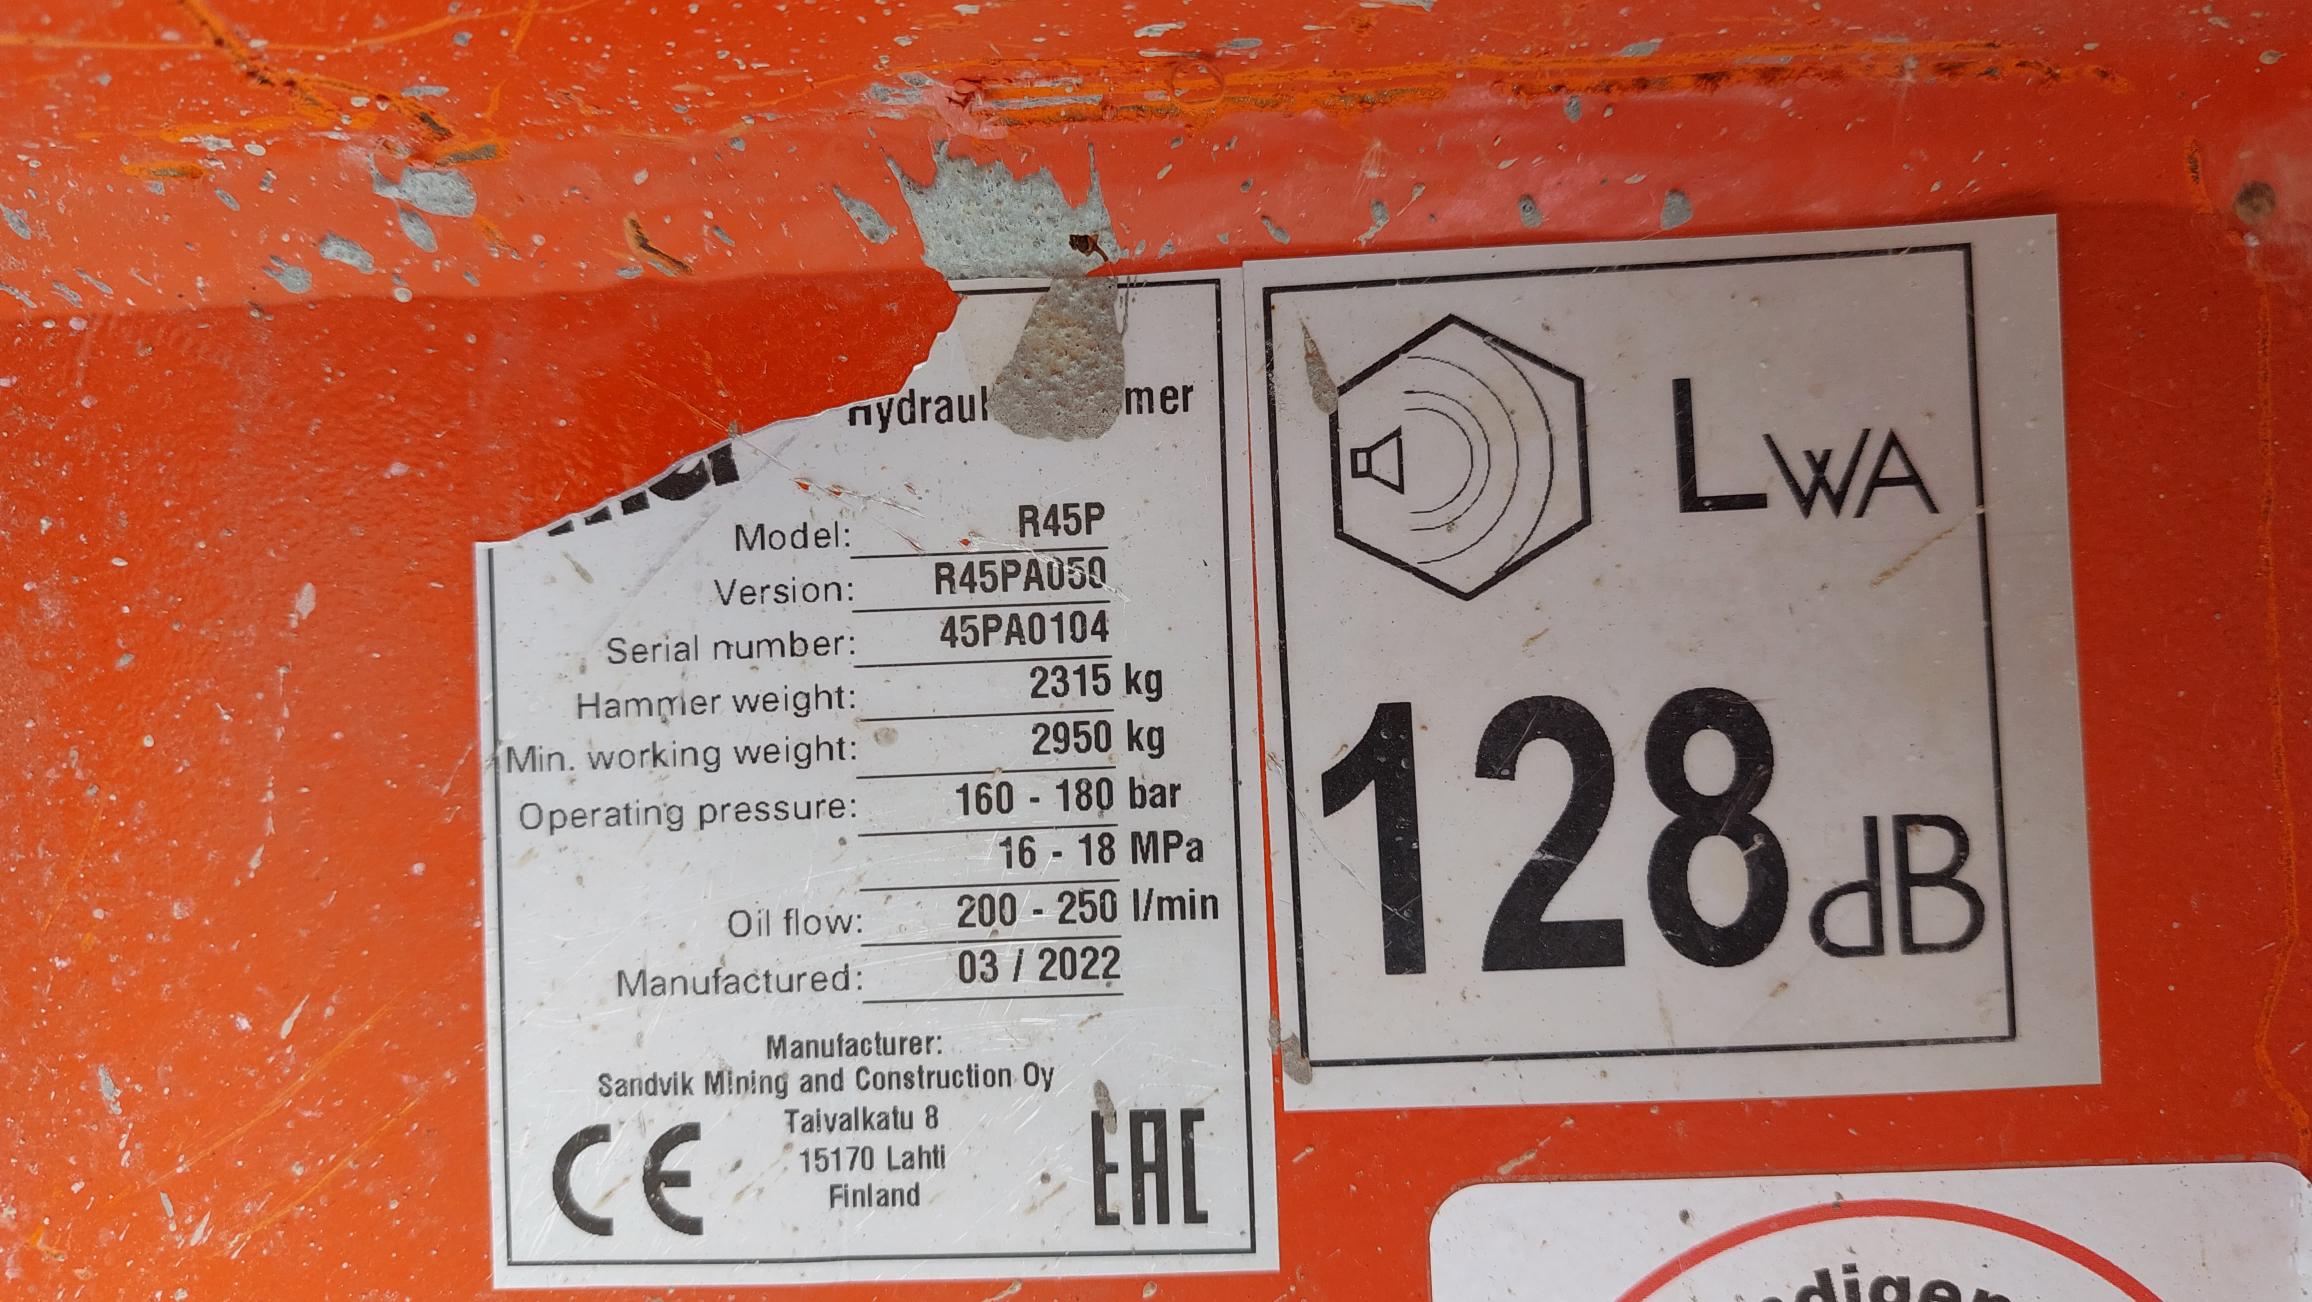 Model: R45P
Version: R45PA050
Serial number: 45PA0104
Hammer weight: 2315 kg
Min. working weight: 2950 kg
Operating pressure: 160 - 180 bar
16 - 18 MPa
Oil flow: 200 - 250 l/min
Manufactured: 03 / 2022
Manufacturer:
Sandvik Mining and Construction Oy
Taivalkatu 8
15170 Lahti
Finland
CE
EAC
LWA
128 dB